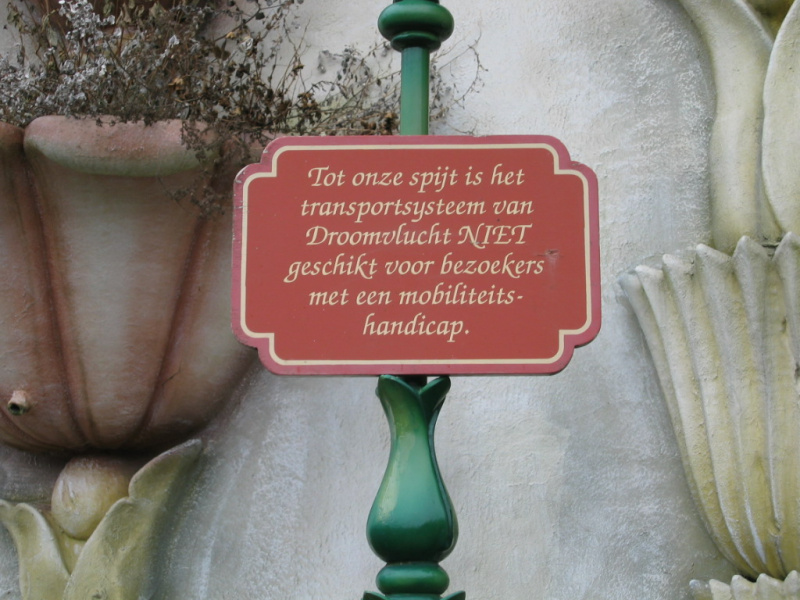 Tot onze spijt is het
transportsysteem van
Droomvlucht NIET
geschikt voor bezoekers
met een mobiliteits-
handicap.